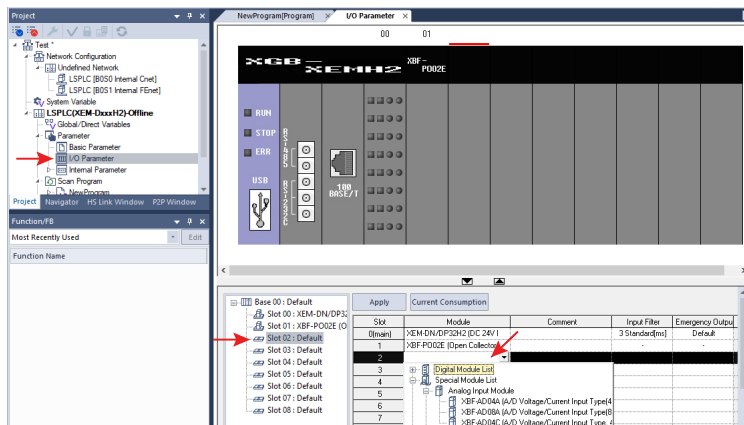 Project
NewProgram[Program]
I/O Parameter
Test *
Network Configuration
Undefined Network
LSPLC [B0S0 Internal Cnet]
LSPLC [B0S1 Internal FEnet]
System Variable
LSPLC(XEM-DxxxH2)-Offline
Global/Direct Variables
Parameter
Basic Parameter
I/O Parameter
Internal Parameter
Scan Program
NewProgram
Project
Navigator
HS Link Window
P2P Window
Function/FB
Most Recently Used
Edit
Function Name
00
01
XGB
XEMH2
XBF-
PO02E
RUN
STOP
ERR
USB
RS-485
RS-232C
100
BASE/T
Base 00 : Default
Slot 00 : XEM-DN/DP32
Slot 01 : XBF-PO02E (O
Slot 02 : Default
Slot 03 : Default
Slot 04 : Default
Slot 05 : Default
Slot 06 : Default
Slot 07 : Default
Slot 08 : Default
Apply
Current Consumption
Slot Module Comment Input Filter Emergency Outpu
0(main) XEM-DN/DP32H2 (DC 24V I 3 Standard[ms] Default
1 XBF-PO02E (Open Collector - -
2
3 Digital Module List
4 Special Module List
5 Analog Input Module
6 XBF-AD04A (A/D Voltage/Current Input Type(4
XBF-AD08A (A/D Voltage/Current Input Type(8
7 XBF-AD04C (A/D Voltage/Current Input Type